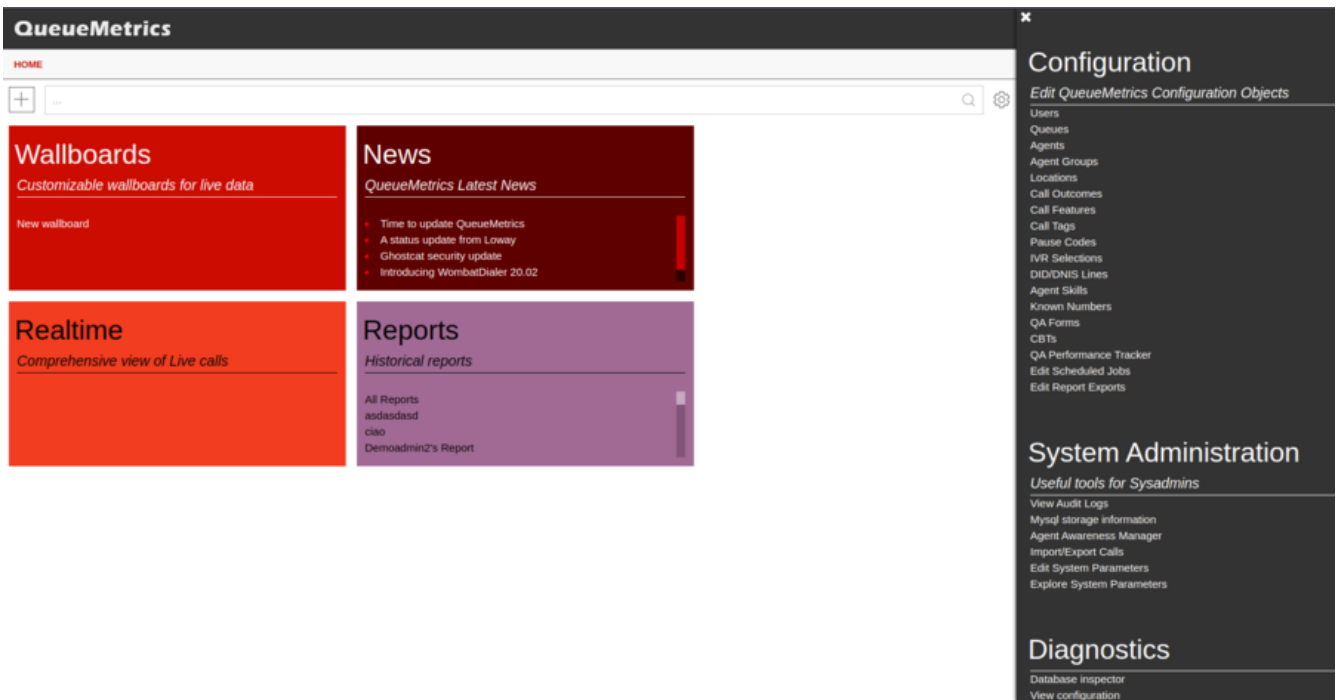 QueueMetrics
HOME
...
Wallboards
Customizable wallboards for live data
New wallboard
News
QueueMetrics Latest News
Time to update QueueMetrics
A status update from Loway
Ghostcat security update
Introducing WombatDialer 20.02
Realtime
Comprehensive view of Live calls
Reports
Historical reports
All Reports
asdasdasd
ciao
Demoadmin2's Report
Configuration
Edit QueueMetrics Configuration Objects
Users
Queues
Agents
Agent Groups
Locations
Call Outcomes
Call Features
Call Tags
Pause Codes
IVR Selections
DID/DNIS Lines
Agent Skills
Known Numbers
QA Forms
CBTs
QA Performance Tracker
Edit Scheduled Jobs
Edit Report Exports
System Administration
Useful tools for Sysadmins
View Audit Logs
Mysql storage information
Agent Awareness Manager
Import/Export Calls
Edit System Parameters
Explore System Parameters
Diagnostics
Database inspector
View configuration